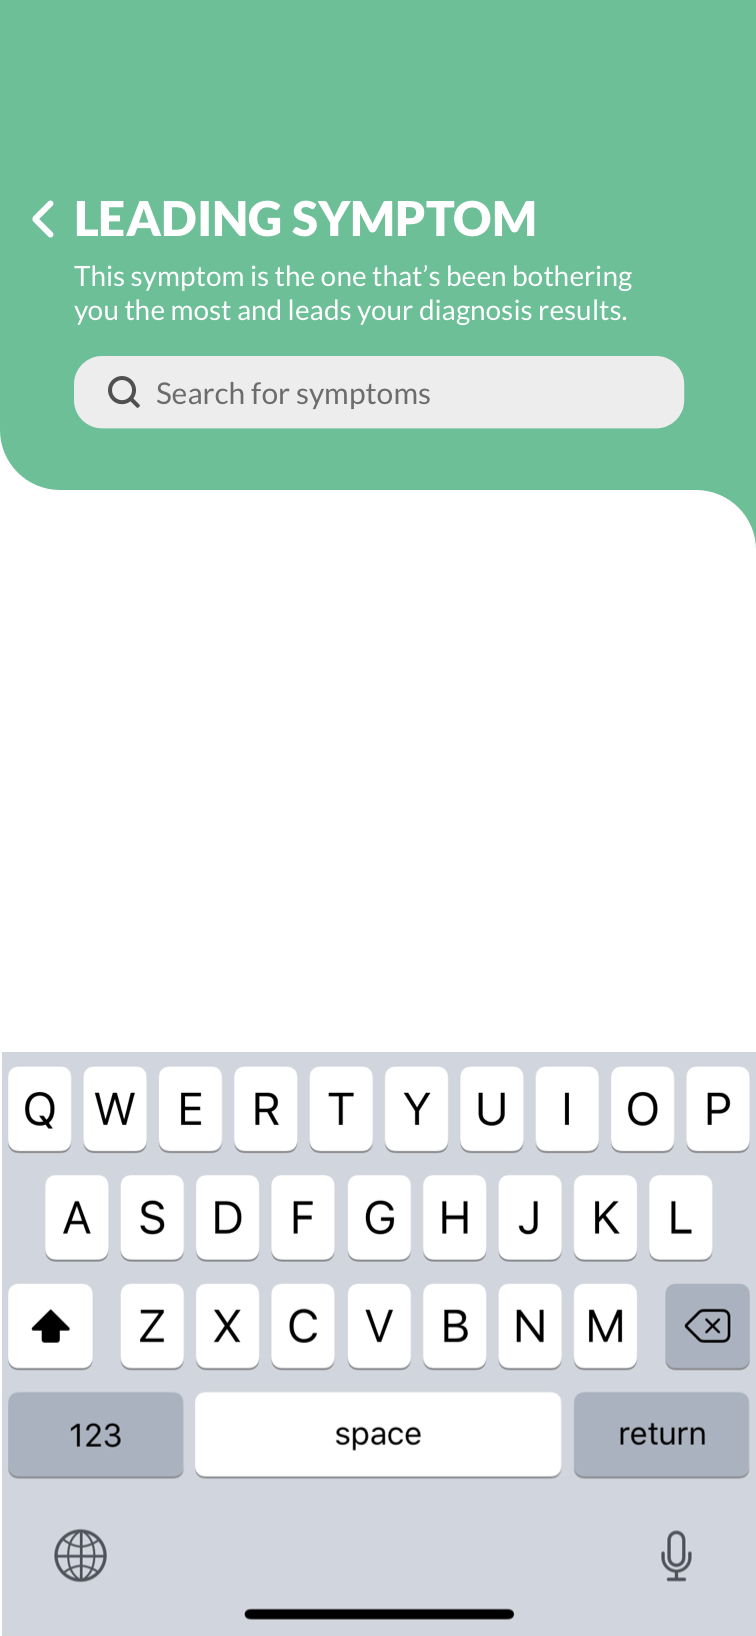 LEADING SYMPTOM
This symptom is the one that’s been bothering
you the most and leads your diagnosis results.
Search for symptoms
Q W E R T Y U I O P
A S D F G H J K L
Z X C V B N M
123 space return